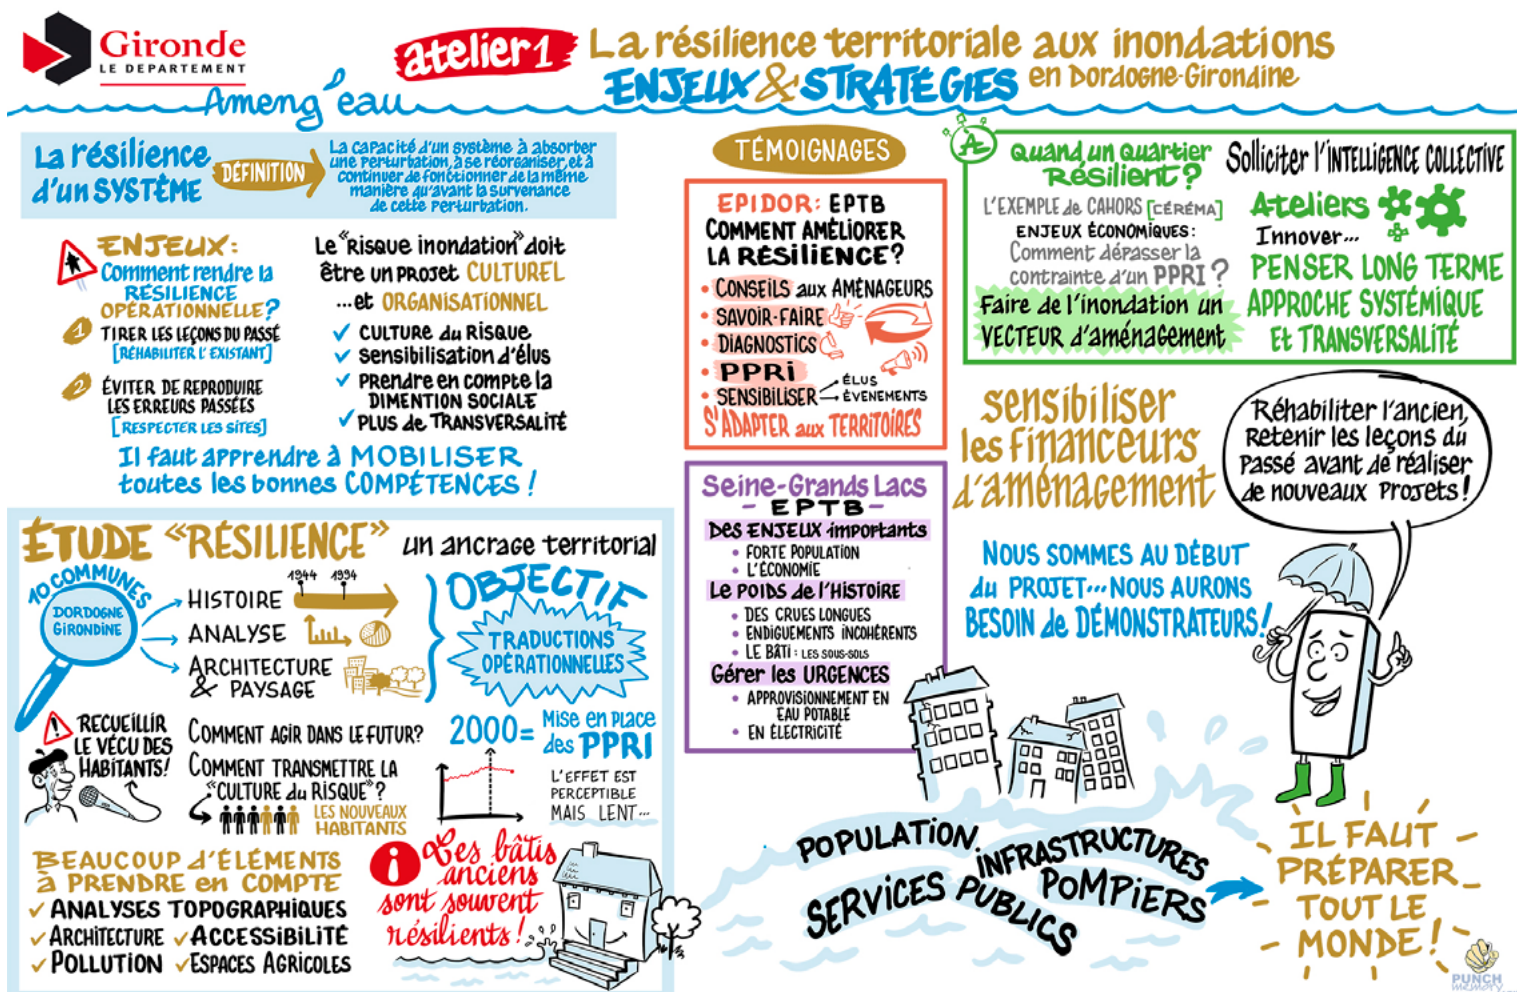 Gironde
LE DEPARTEMENT
Ameng'eau
atelier 1
La résilience territoriale aux inondations
ENJEUX & STRATÉGIES en Dordogne-Girondine
La résilience
d'un SYSTÈME
DÉFINITION
La capacité d'un système à absorber
une perturbation, à se réorganiser, et à
continuer de fonctionner de la même
manière qu'avant la survenance
de cette perturbation.
ENJEUX :
Comment rendre la
RÉSILIENCE
OPÉRATIONNELLE ?
1 TIRER LES LEÇONS DU PASSÉ
[RÉHABILITER L'EXISTANT]
2 ÉVITER DE REPRODUIRE
LES ERREURS PASSÉES
[RESPECTER LES SITES]
Le "Risque inondation" doit
être un projet CULTUREL
...et ORGANISATIONNEL
✓ CULTURE du RISQUE
✓ sensibilisation d'élus
✓ PRENDRE en compte la
DIMENTION SOCIALE
✓ PLUS de TRANSVERSALITÉ
Il faut apprendre à MOBILISER
toutes les bonnes COMPÉTENCES !
ÉTUDE "RÉSILIENCE" un ancrage territorial
10 COMMUNES
DORDOGNE
GIRONDINE
HISTOIRE
1944 1994
ANALYSE
ARCHITECTURE
& PAYSAGE
OBJECTIF
TRADUCTIONS
OPÉRATIONNELLES
RECUEILLIR
LE VÉCU DES
HABITANTS !
COMMENT AGIR DANS LE FUTUR ?
COMMENT TRANSMETTRE LA
"CULTURE du RISQUE" ?
LES NOUVEAUX
HABITANTS
2000 = Mise en place
des PPRI
L'EFFET EST
PERCEPTIBLE
MAIS LENT...
BEAUCOUP d'ÉLÉMENTS
à PRENDRE en COMPTE
✓ ANALYSES TOPOGRAPHIQUES
✓ ARCHITECTURE ✓ ACCESSIBILITÉ
✓ POLLUTION ✓ ESPACES AGRICOLES
i Les bâtis
anciens
sont souvent
résilients !
TÉMOIGNAGES
EPIDOR : EPTB
COMMENT AMÉLIORER
LA RÉSILIENCE ?
• CONSEILS aux AMÉNAGEURS
• SAVOIR-FAIRE
• DIAGNOSTICS
• PPRi
• SENSIBILISER
ÉLUS
ÉVENEMENTS
S'ADAPTER aux TERRITOIRES
Seine-Grands Lacs
- EPTB -
Des ENJEUX importants
• FORTE POPULATION
• L'ÉCONOMIE
Le POIDS de l'HISTOIRE
• DES CRUES LONGUES
• ENDIGUEMENTS INCOHÉRENTS
• LE BÂTI : LES SOUS-SOLS
Gérer les URGENCES
• APPROVISIONNEMENT EN
EAU POTABLE
• EN ÉLECTRICITÉ
A
Quand un quartier
Résilient ?
L'EXEMPLE de CAHORS [CÉRÉMA]
ENJEUX ÉCONOMIQUES :
Comment dépasser la
contrainte d'un PPRI ?
Faire de l'inondation un
VECTEUR d'aménagement
Solliciter l'INTELLIGENCE COLLECTIVE
Ateliers
Innover...
PENSER LONG TERME
APPROCHE SYSTÉMIQUE
Et TRANSVERSALITÉ
sensibiliser
les financeurs
d'aménagement
Réhabiliter l'ancien,
Retenir les leçons du
Passé avant de réaliser
de nouveaux Projets !
NOUS SOMMES AU DÉBUT
du PROJET... NOUS AURONS
BESOIN de DÉMONSTRATEURS !
POPULATION.
INFRASTRUCTURES
SERVICES PUBLICS
POMPIERS
IL FAUT
PRÉPARER
TOUT LE
MONDE !
PUNCH
memory